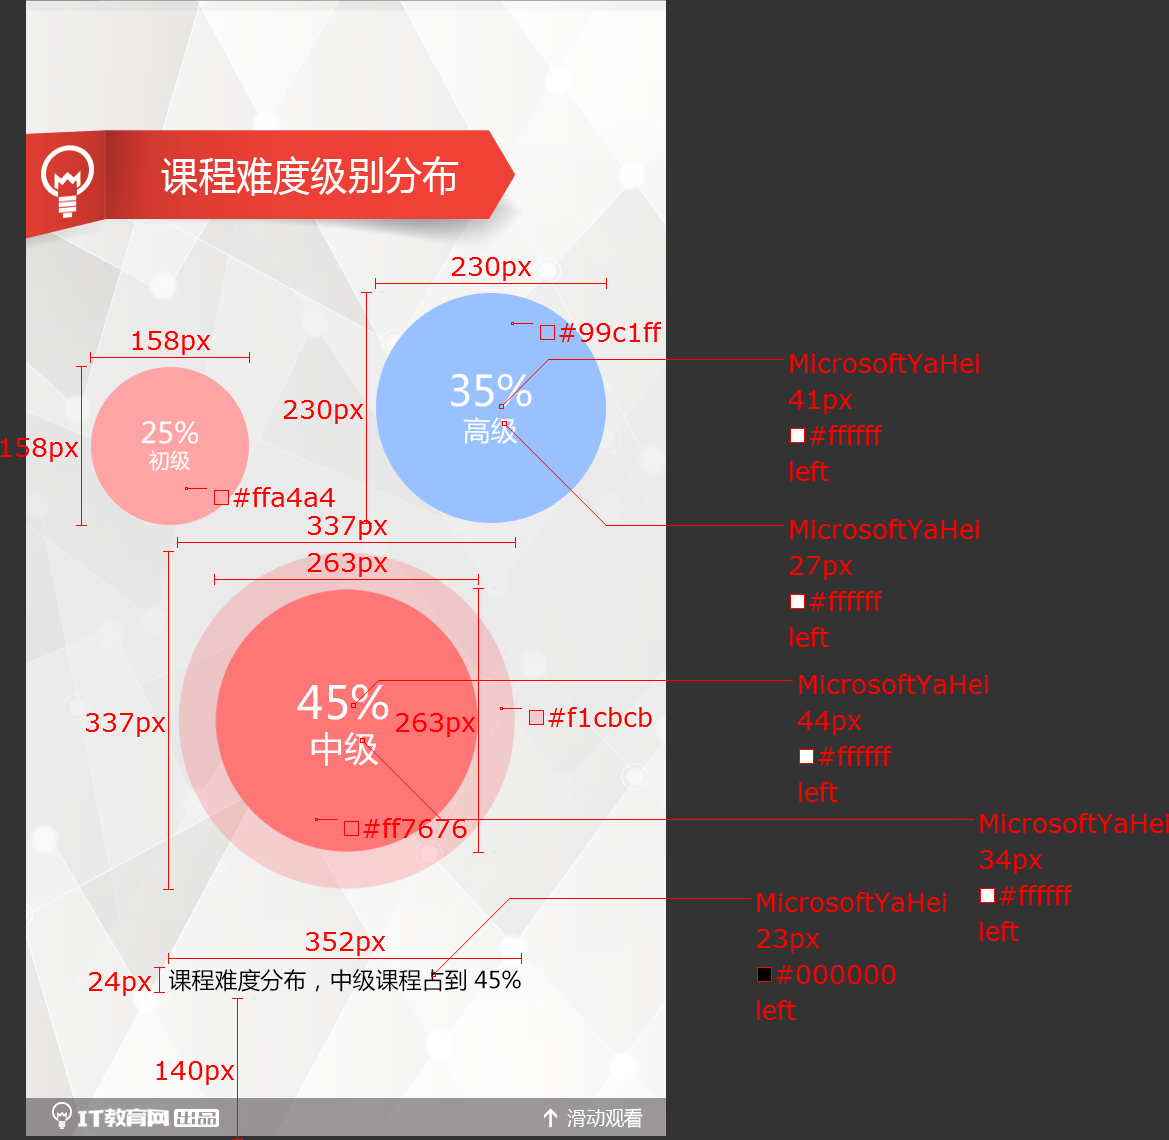 课程难度级别分布
230px
#99c1ff
158px
35%
高级
MicrosoftYaHei
41px
#ffffff
left
230px
25%
初级
158px
#ffa4a4
337px
MicrosoftYaHei
27px
#ffffff
left
263px
45%
中级
337px
263px
#f1cbcb
MicrosoftYaHei
44px
#ffffff
left
#ff7676
MicrosoftYaHei
34px
#ffffff
left
MicrosoftYaHei
23px
#000000
left
352px
24px
课程难度分布，中级课程占到 45%
140px
IT教育网 出品
滑动观看